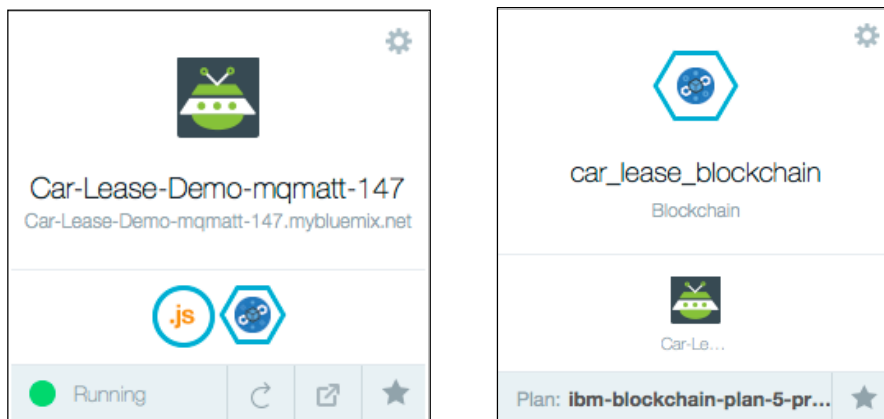 Car-Lease-Demo-mqmatt-147
Car-Lease-Demo-mqmatt-147.mybluemix.net
.js
Running
car_lease_blockchain
Blockchain
Car-Le...
Plan: ibm-blockchain-plan-5-pr...